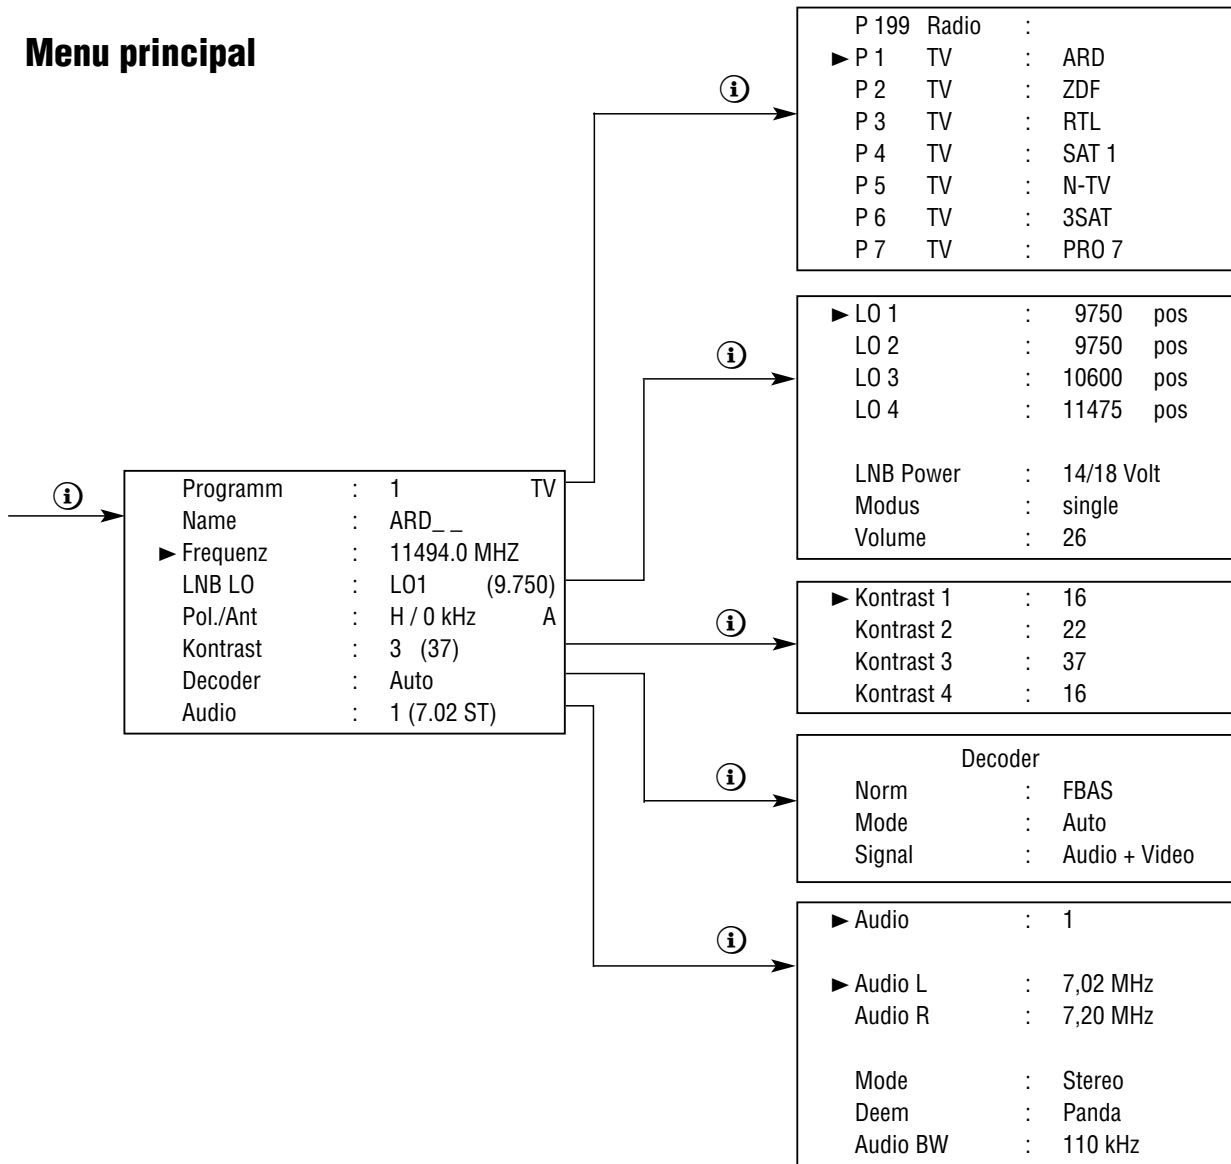 Menu principal
i
Programm : 1 TV
Name : ARD_ _
► Frequenz : 11494.0 MHZ
LNB LO : LO1 (9.750)
Pol./Ant : H / 0 kHz A
Kontrast : 3 (37)
Decoder : Auto
Audio : 1 (7.02 ST)
i
P 199 Radio :
► P 1 TV : ARD
P 2 TV : ZDF
P 3 TV : RTL
P 4 TV : SAT 1
P 5 TV : N-TV
P 6 TV : 3SAT
P 7 TV : PRO 7
i
► LO 1 : 9750 pos
LO 2 : 9750 pos
LO 3 : 10600 pos
LO 4 : 11475 pos
LNB Power : 14/18 Volt
Modus : single
Volume : 26
i
► Kontrast 1 : 16
Kontrast 2 : 22
Kontrast 3 : 37
Kontrast 4 : 16
i
Decoder
Norm : FBAS
Mode : Auto
Signal : Audio + Video
i
► Audio : 1
► Audio L : 7,02 MHz
Audio R : 7,20 MHz
Mode : Stereo
Deem : Panda
Audio BW : 110 kHz